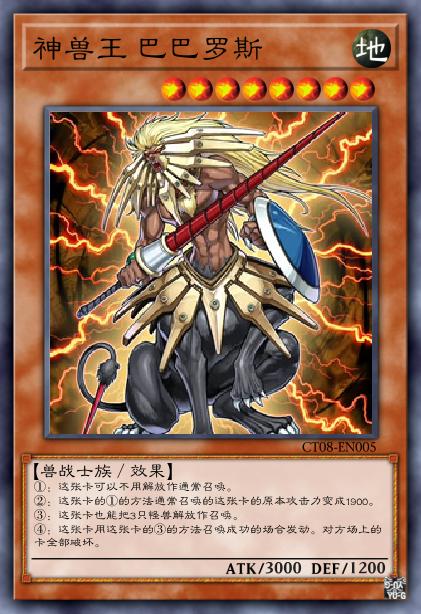 神兽王 巴巴罗斯
地
CT08-EN005
【兽战士族／效果】
①：这张卡可以不用解放作通常召唤。
②：这张卡的①的方法通常召唤的这张卡的原本攻击力变成1900。
③：这张卡也能把3只怪兽解放作召唤。
④：这张卡用这张卡的③的方法召唤成功的场合发动。对方场上的
卡全部破坏。
ATK/3000 DEF/1200